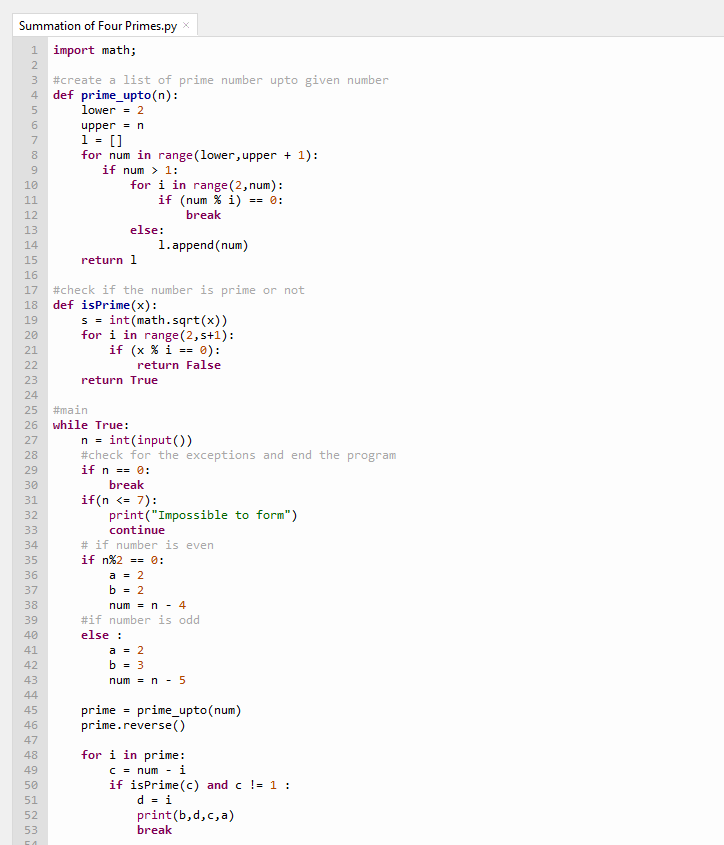 Summation of Four Primes.py ×
1 import math;
2
3 #create a list of prime number upto given number
4 def prime_upto(n):
5     lower = 2
6     upper = n
7     l = []
8     for num in range(lower,upper + 1):
9        if num > 1:
10            for i in range(2,num):
11                if (num % i) == 0:
12                    break
13            else:
14                l.append(num)
15     return l
16
17 #check if the number is prime or not
18 def isPrime(x):
19     s = int(math.sqrt(x))
20     for i in range(2,s+1):
21         if (x % i == 0):
22             return False
23     return True
24
25 #main
26 while True:
27     n = int(input())
28     #check for the exceptions and end the program
29     if n == 0:
30         break
31     if(n <= 7):
32         print("Impossible to form")
33         continue
34     # if number is even
35     if n%2 == 0:
36         a = 2
37         b = 2
38         num = n - 4
39     #if number is odd
40     else :
41         a = 2
42         b = 3
43         num = n - 5
44
45     prime = prime_upto(num)
46     prime.reverse()
47
48     for i in prime:
49         c = num - i
50         if isPrime(c) and c != 1 :
51             d = i
52             print(b,d,c,a)
53             break
54